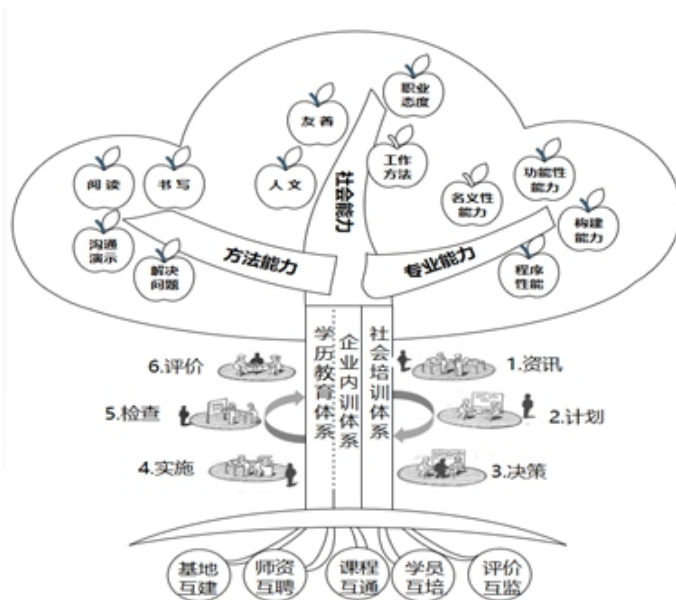 职业
态度
友 善
工作
方法
人 文
社会能力
阅 读
书 写
沟通
演示
解决
问题
方法能力
功能性
能力
名义性
能力
构建
能力
程序
性能
专业能力
学历教育体系
企业内训体系
社会培训体系
6.评价
1.资讯
5.检查
2.计划
4.实施
3.决策
基地
互建
师资
互聘
课程
互通
学员
互培
评价
互监